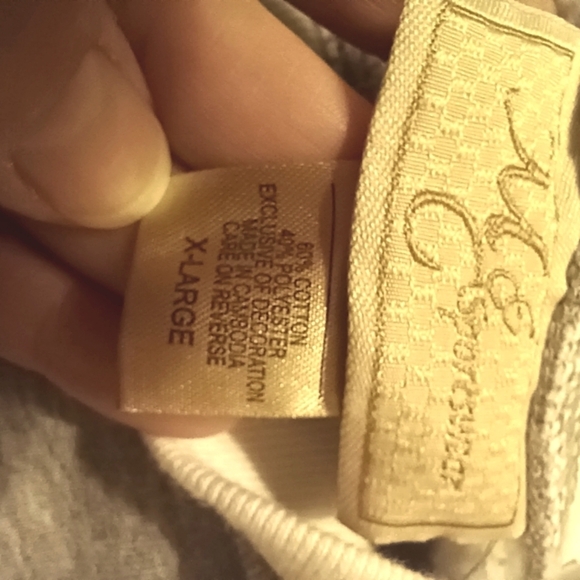 60% COTTON
40% POLYESTER
EXCLUSIVE OF DECORATION
MADE IN CAMBODIA
CARE ON REVERSE
X-LARGE
Sportswear